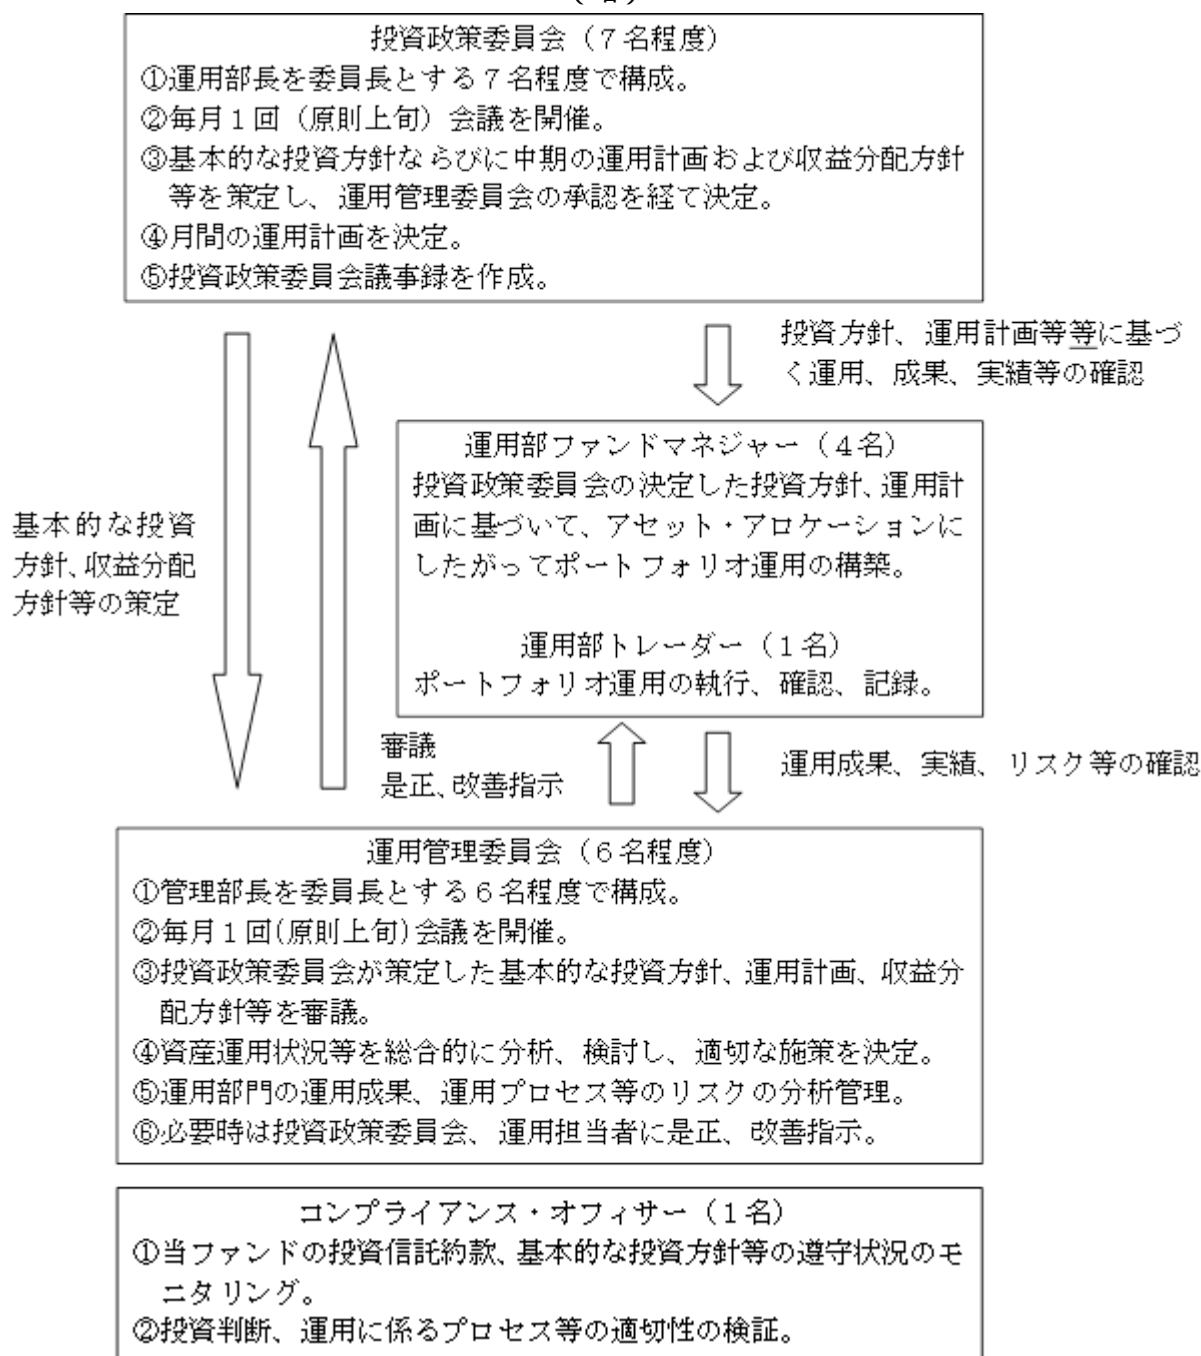 投資政策委員会（７名程度）
①運用部長を委員長とする７名程度で構成。
②毎月１回（原則上旬）会議を開催。
③基本的な投資方針ならびに中期の運用計画および収益分配方針
等を策定し、運用管理委員会の承認を経て決定。
④月間の運用計画を決定。
⑤投資政策委員会議事録を作成。
投資方針、運用計画等等に基づ
く運用、成果、実績等の確認
運用部ファンドマネジャー（４名）
投資政策委員会の決定した投資方針、運用計
画に基づいて、アセット・アロケーションに
したがってポートフォリオ運用の構築。
運用部トレーダー（１名）
ポートフォリオ運用の執行、確認、記録。
基本的な投資
方針、収益分配
方針等の策定
審議
是正、改善指示
運用成果、実績、リスク等の確認
運用管理委員会（６名程度）
①管理部長を委員長とする６名程度で構成。
②毎月１回(原則上旬)会議を開催。
③投資政策委員会が策定した基本的な投資方針、運用計画、収益分
配方針等を審議。
④資産運用状況等を総合的に分析、検討し、適切な施策を決定。
⑤運用部門の運用成果、運用プロセス等のリスクの分析管理。
⑥必要時は投資政策委員会、運用担当者に是正、改善指示。
コンプライアンス・オフィサー（１名）
①当ファンドの投資信託約款、基本的な投資方針等の遵守状況のモ
ニタリング。
②投資判断、運用に係るプロセス等の適切性の検証。